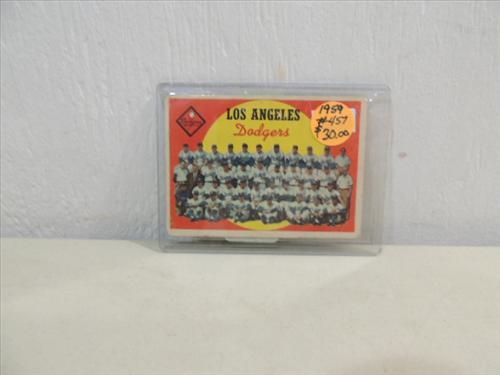 LOS ANGELES
Dodgers
1959
#457
$30.00